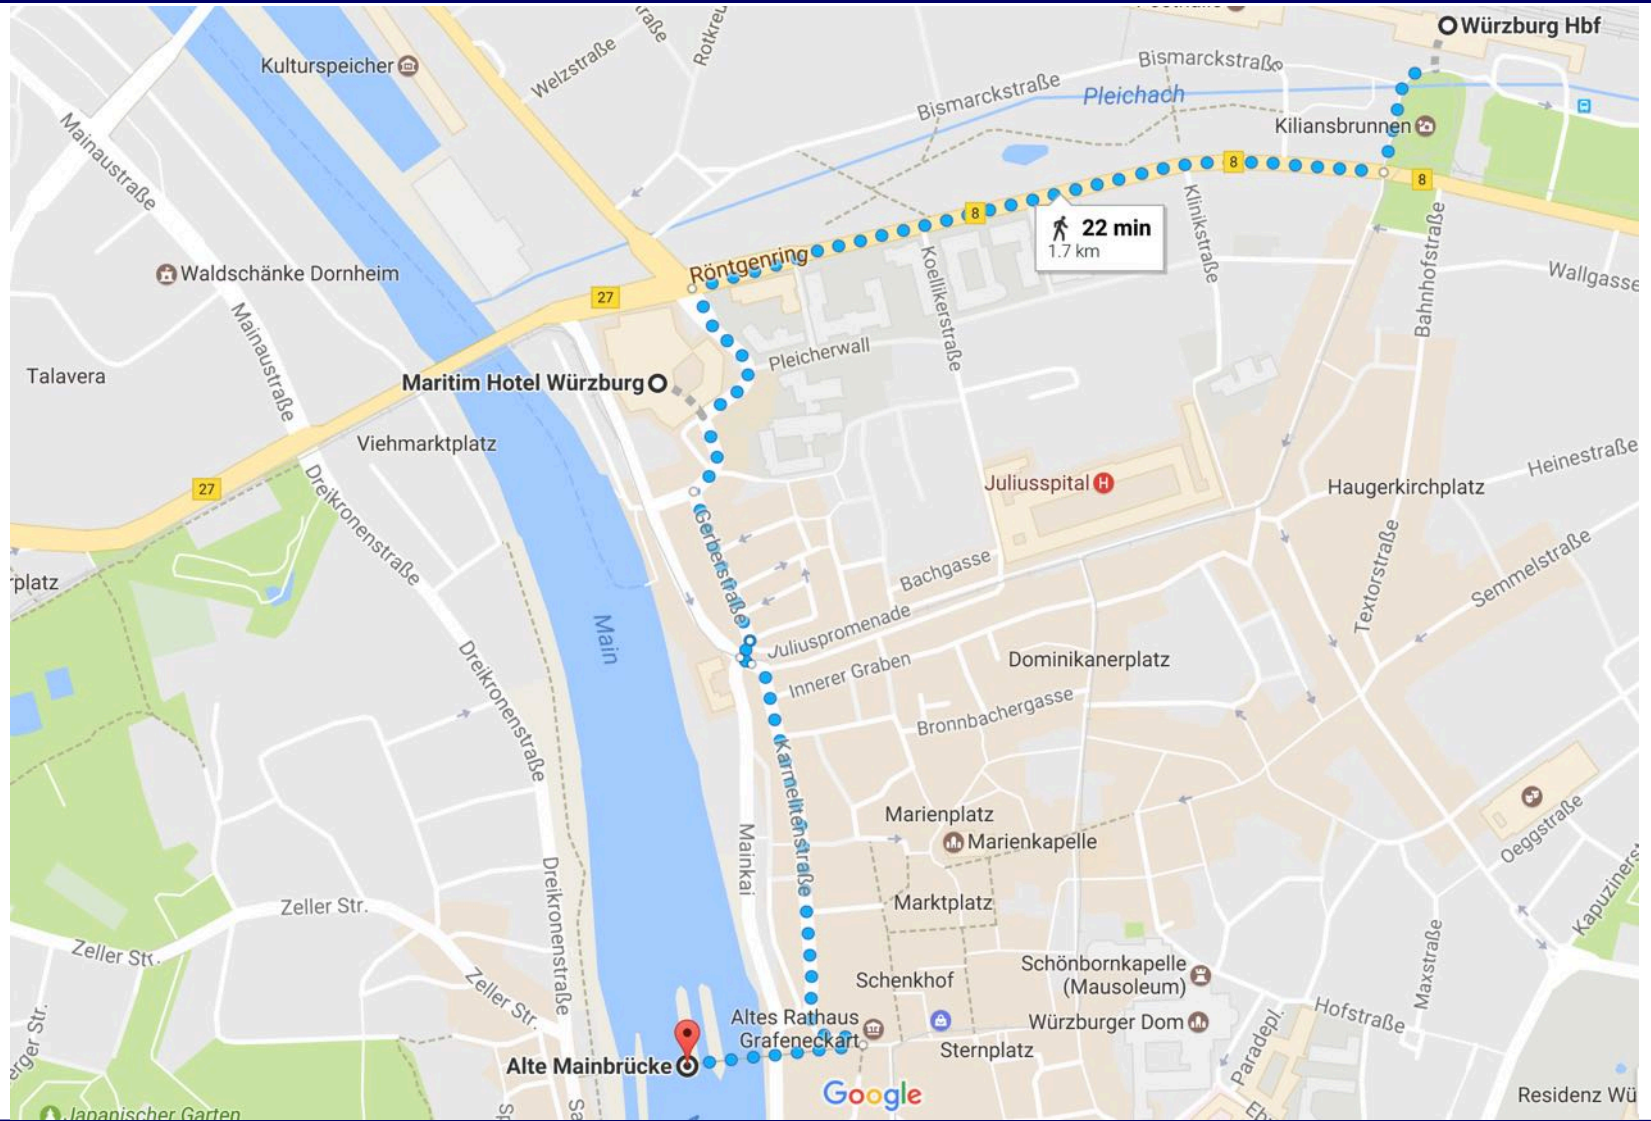 Würzburg Hbf
Kulturspeicher
Welzstraße
Bismarckstraße
Bismarckstraße
Pleichach
Kiliansbrunnen
Mainaustraße
8
8
8
22 min
1.7 km
Klinikstraße
Bahnhofstraße
Wallgasse
Röntgenring
Koellikerstraße
Waldschänke Dornheim
27
Mainaustraße
Pleicherwall
Talavera
Maritim Hotel Würzburg
Viehmarktplatz
27
Juliusspital
H
Haugerkirchplatz
Heinestraße
Dreikronenstraße
Gerberstraße
Bachgasse
Textorstraße
Semmelstraße
Main
Juliuspromenade
Dreikronenstraße
Innerer Graben
Dominikanerplatz
Bronnbachergasse
Karmelitenstraße
Marienplatz
Marienkapelle
Oeggstraße
Mainkai
Dreikronenstraße
Zeller Str.
Zeller Str.
Zeller Str.
Marktplatz
Maxstraße
Schenkhof
Schönbornkapelle
(Mausoleum)
Altes Rathaus
Grafeneckart
Würzburger Dom
Hofstraße
Sternplatz
Paradepl.
Alte Mainbrücke
Google
Residenz Wü
Japanischer Garten